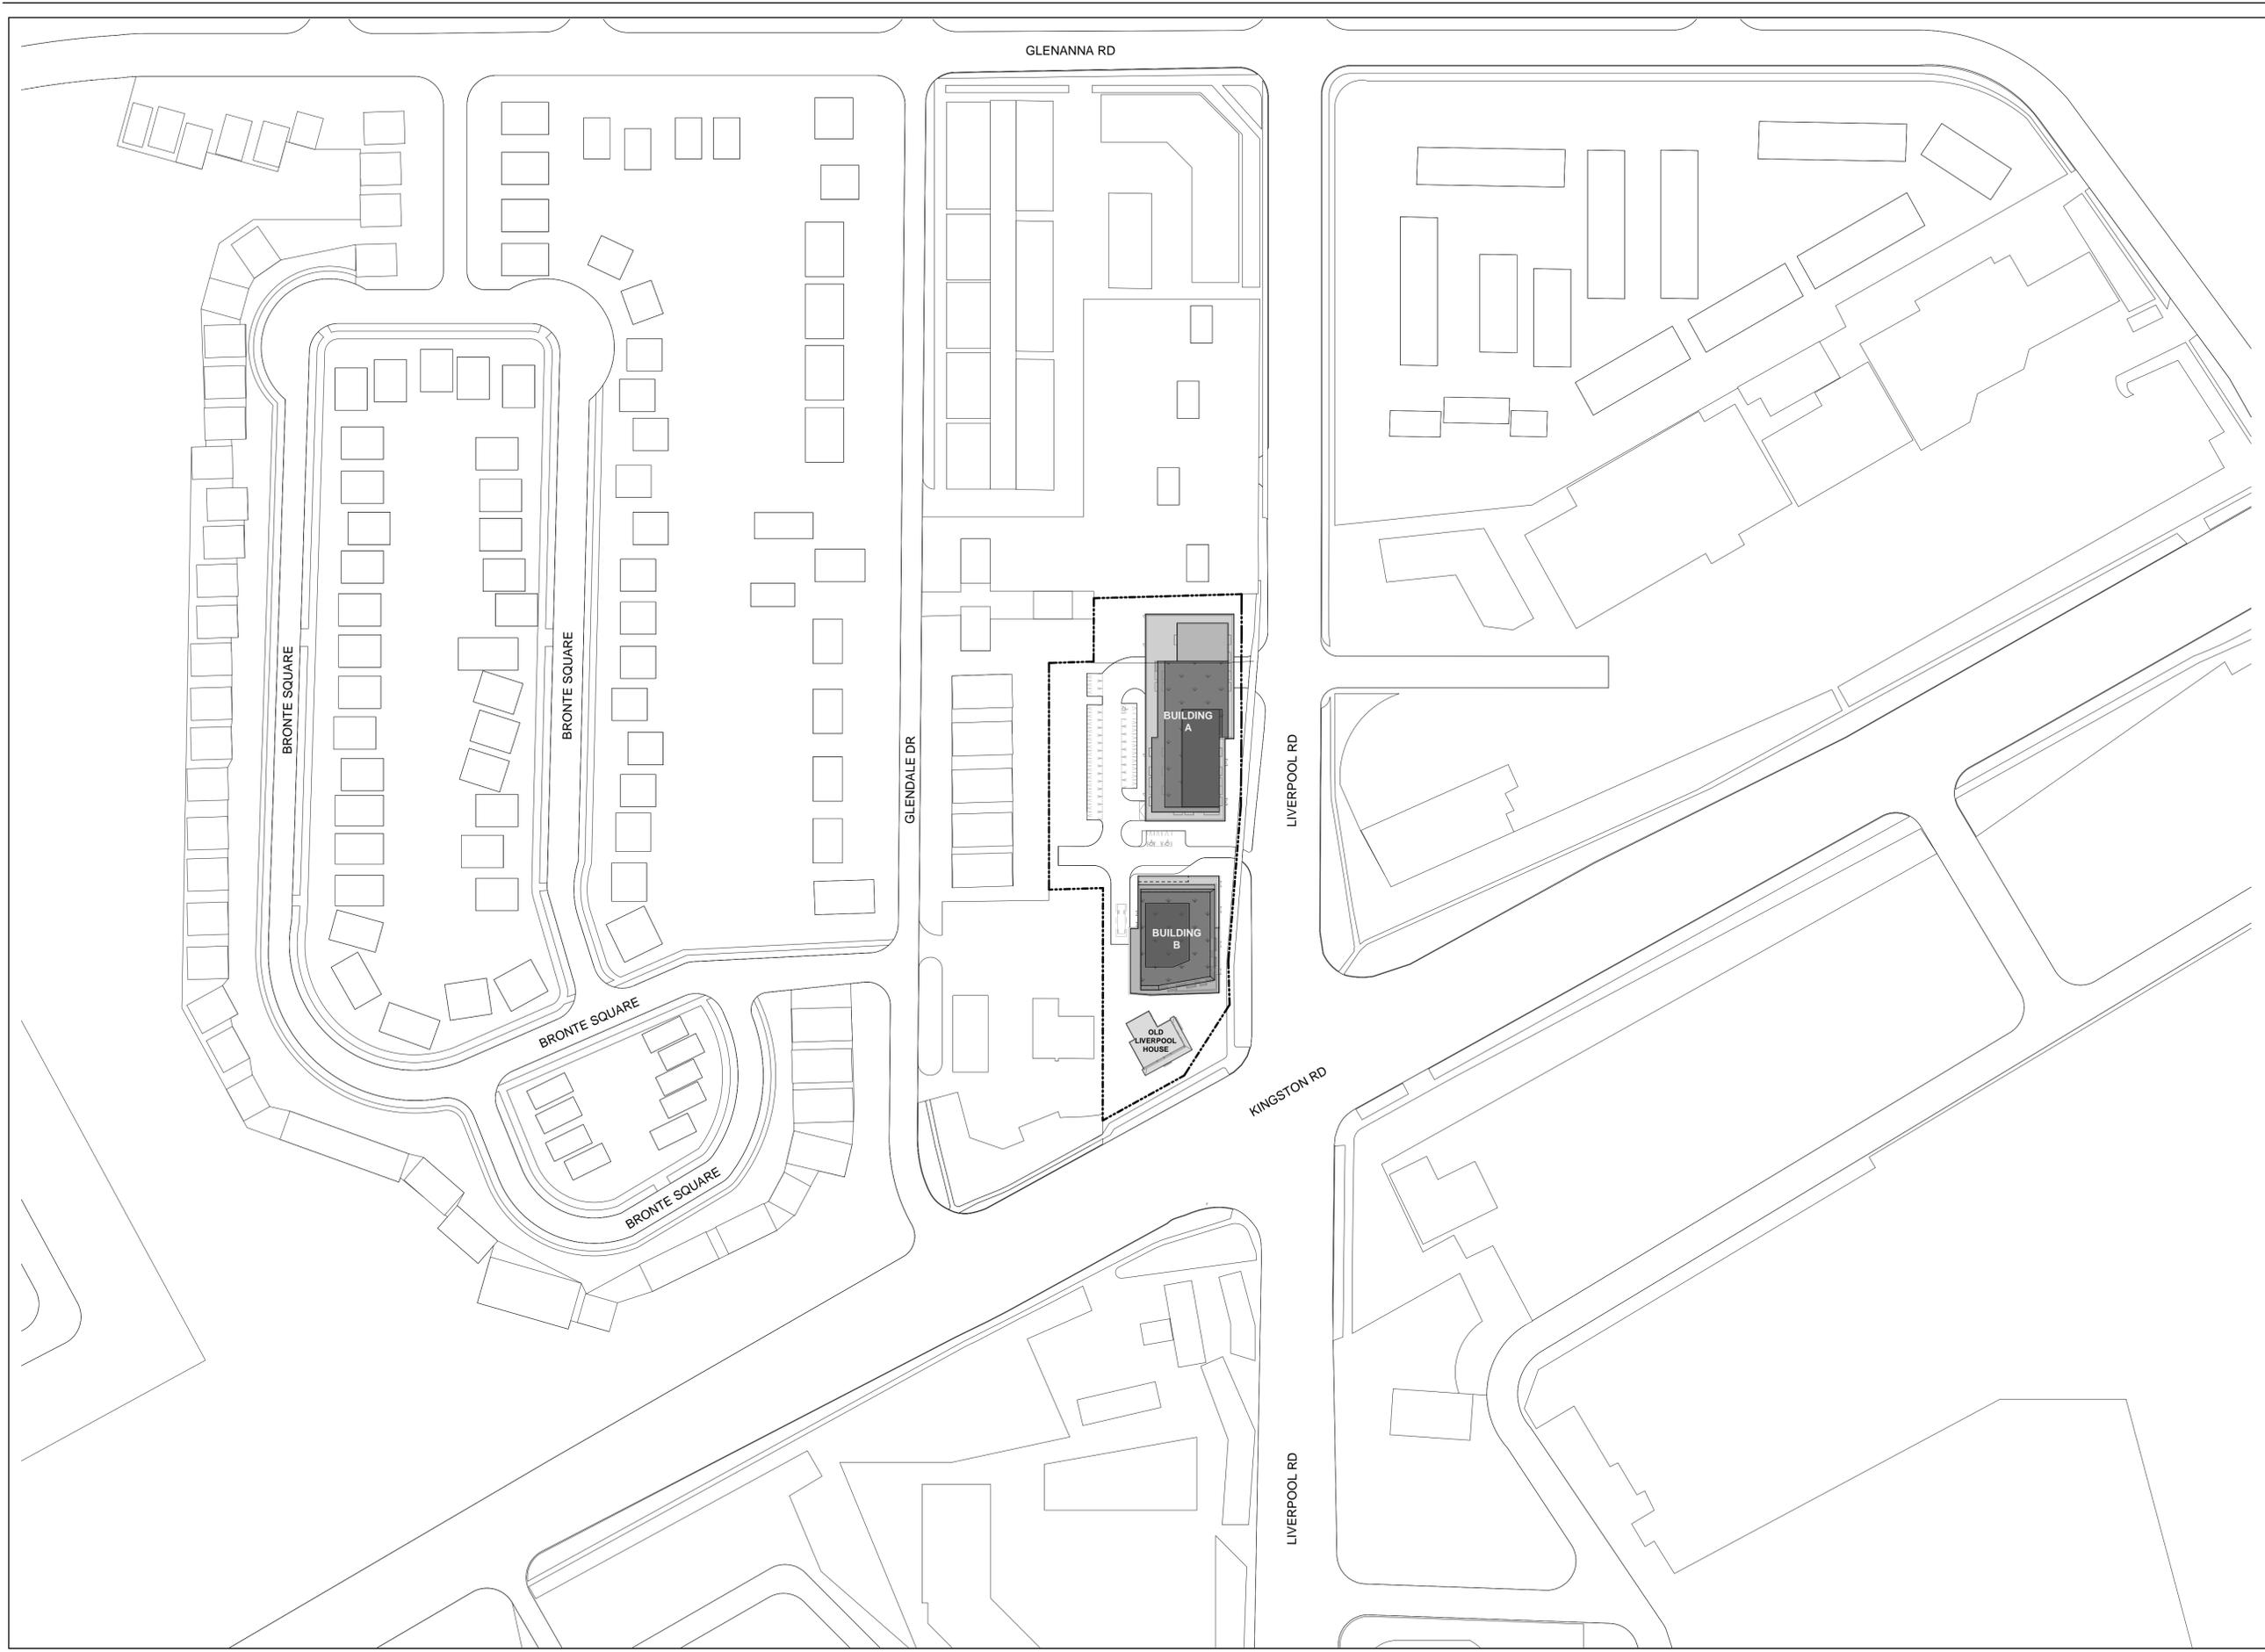 GLENANNA RD
BRONTE SQUARE
BRONTE SQUARE
GLENDALE DR
BUILDING
A
LIVERPOOL RD
BUILDING
B
BRONTE SQUARE
OLD
LIVERPOOL
HOUSE
KINGSTON RD
BRONTE SQUARE
LIVERPOOL RD